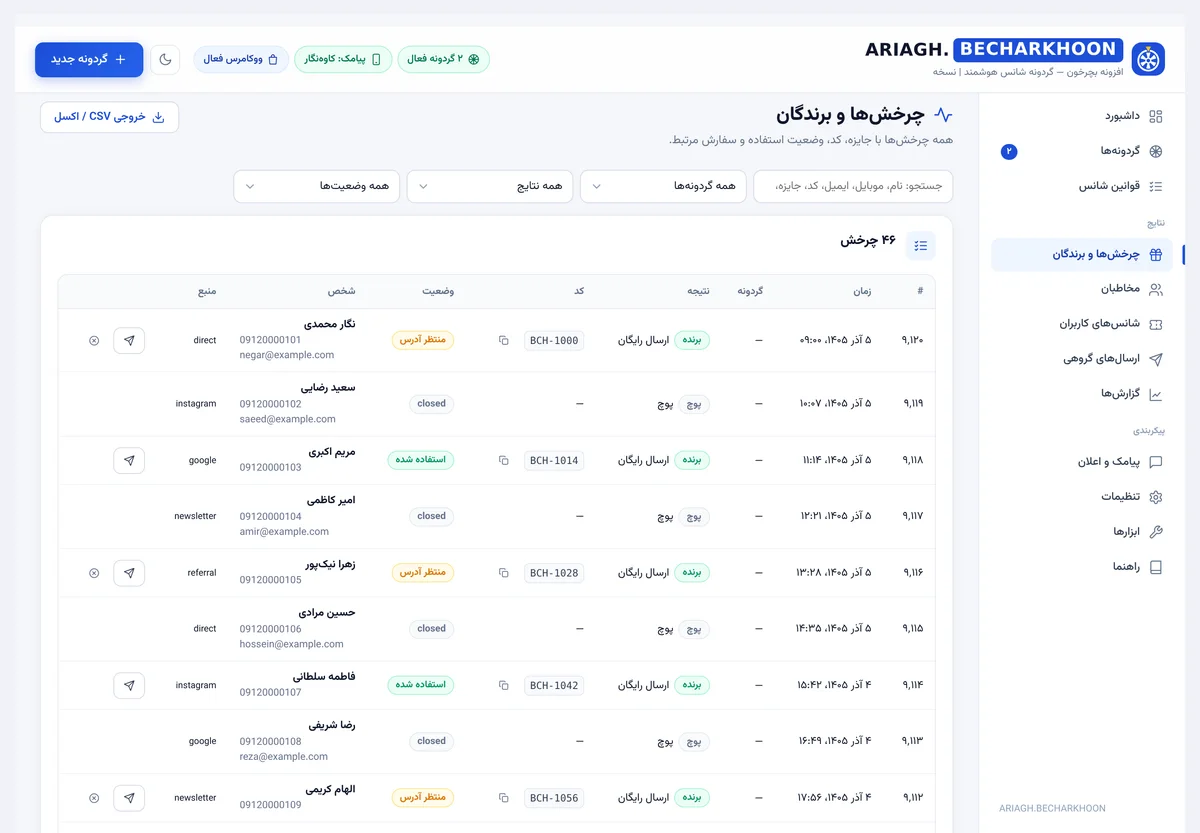 ARIAGH. BECHARKHOON
افزونه بچرخون — گردونه شانس هوشمند | نسخه
۲ گردونه فعال
پیامک: کاوه‌نگار
ووکامرس فعال
گردونه جدید
داشبورد
گردونه‌ها ۲
قوانین شانس
نتایج
چرخش‌ها و برندگان
مخاطبان
شانس‌های کاربران
ارسال‌های گروهی
گزارش‌ها
پیکربندی
پیامک و اعلان
تنظیمات
ابزارها
راهنما
ARIAGH.BECHARKHOON
چرخش‌ها و برندگان
همه چرخش‌ها با جایزه، کد، وضعیت استفاده و سفارش مرتبط.
خروجی CSV / اکسل
جستجو: نام، موبایل، ایمیل، کد، جایزه،
همه گردونه‌ها
همه نتایج
همه وضعیت‌ها
۴۶ چرخش
# زمان گردونه نتیجه کد وضعیت شخص منبع
۹,۱۲۰ ۵ آذر ۱۴۰۵، ۰۹:۰۰ — برنده ارسال رایگان BCH-1000 منتظر آدرس نگار محمدی direct
09120000101
negar@example.com
۹,۱۱۹ ۵ آذر ۱۴۰۵، ۱۰:۰۷ — پوچ پوچ — closed سعید رضایی instagram
09120000102
saeed@example.com
۹,۱۱۸ ۵ آذر ۱۴۰۵، ۱۱:۱۴ — برنده ارسال رایگان BCH-1014 استفاده شده مریم اکبری google
09120000103
۹,۱۱۷ ۵ آذر ۱۴۰۵، ۱۲:۲۱ — پوچ پوچ — closed امیر کاظمی newsletter
09120000104
amir@example.com
۹,۱۱۶ ۵ آذر ۱۴۰۵، ۱۳:۲۸ — برنده ارسال رایگان BCH-1028 منتظر آدرس زهرا نیک‌پور referral
09120000105
۹,۱۱۵ ۵ آذر ۱۴۰۵، ۱۴:۳۵ — پوچ پوچ — closed حسین مرادی direct
09120000106
hossein@example.com
۹,۱۱۴ ۴ آذر ۱۴۰۵، ۱۵:۴۲ — برنده ارسال رایگان BCH-1042 استفاده شده فاطمه سلطانی instagram
09120000107
۹,۱۱۳ ۴ آذر ۱۴۰۵، ۱۶:۴۹ — پوچ پوچ — closed رضا شریفی google
09120000108
reza@example.com
۹,۱۱۲ ۴ آذر ۱۴۰۵، ۱۷:۵۶ — برنده ارسال رایگان BCH-1056 منتظر آدرس الهام کریمی newsletter
09120000109